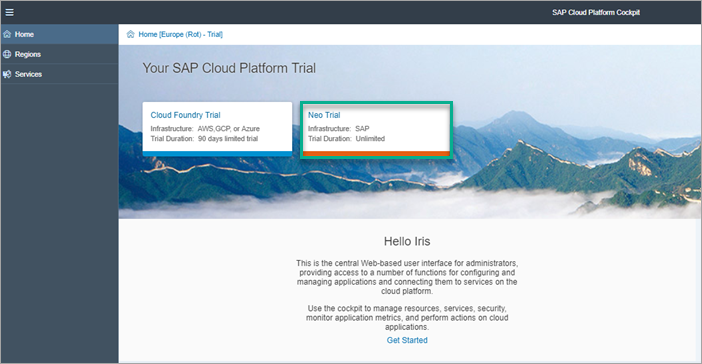 SAP Cloud Platform Cockpit
Home
Regions
Services
Home [Europe (Rot) - Trial]
Your SAP Cloud Platform Trial
Cloud Foundry Trial
Infrastructure: AWS,GCP, or Azure
Trial Duration: 90 days limited trial
Neo Trial
Infrastructure: SAP
Trial Duration: Unlimited
Hello Iris
This is the central Web-based user interface for administrators,
providing access to a number of functions for configuring and
managing applications and connecting them to services on the
cloud platform.
Use the cockpit to manage resources, services, security,
monitor application metrics, and perform actions on cloud
applications.
Get Started